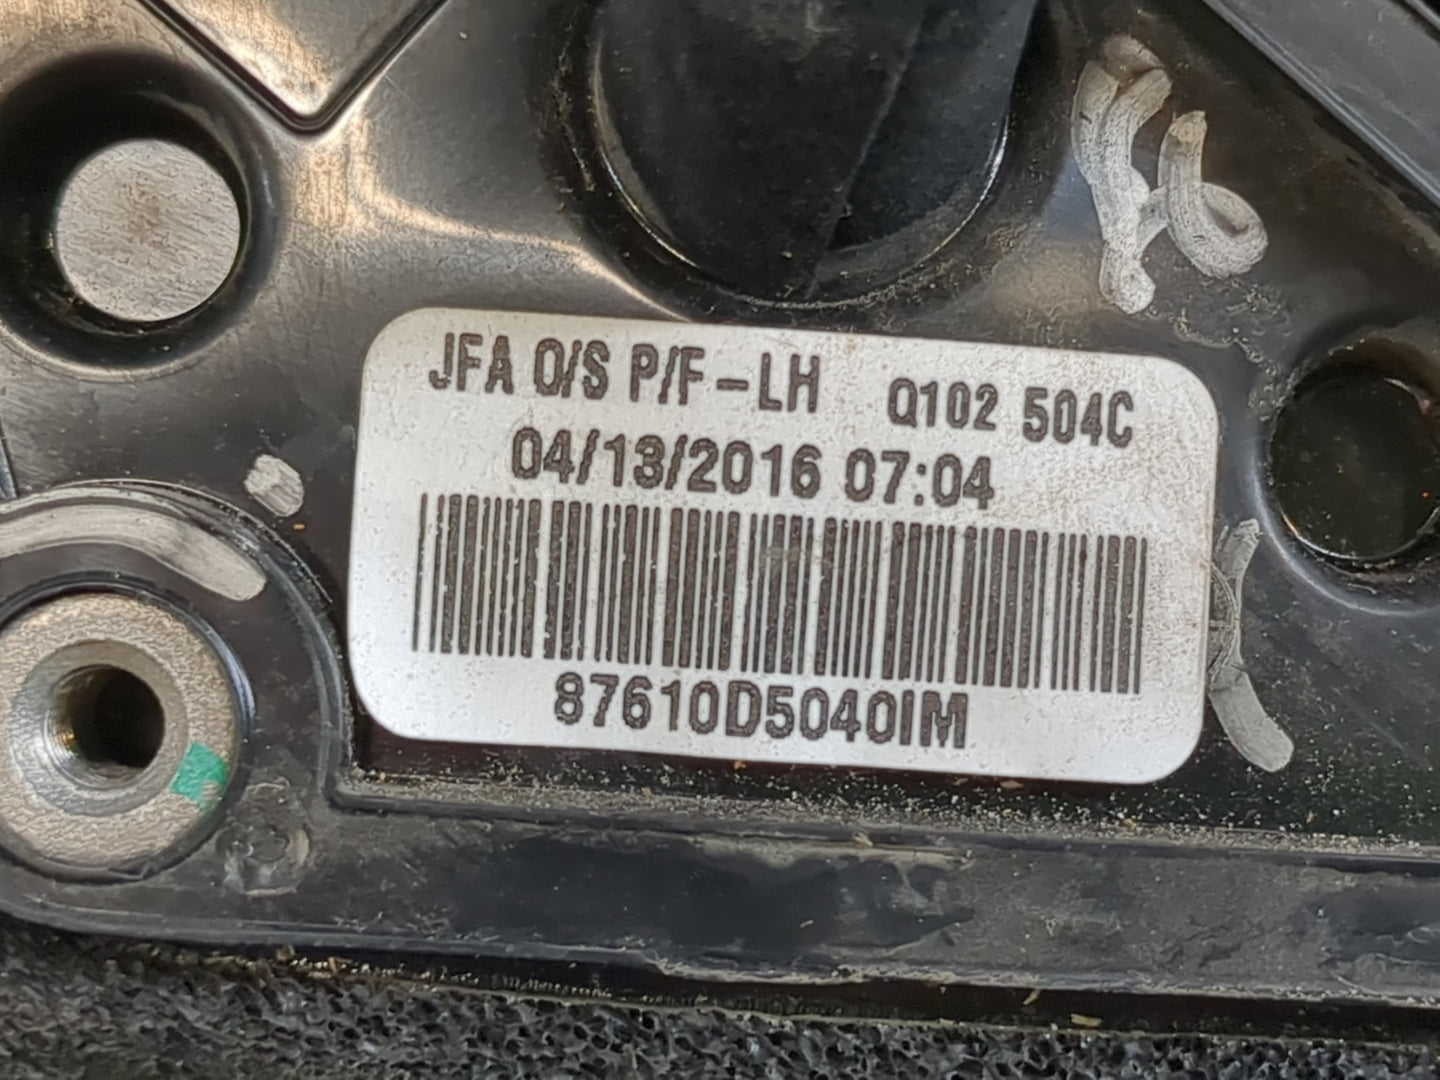 JFA O/S P/F-LH Q102 504C
04/13/2016 07:04
87610D5040IM